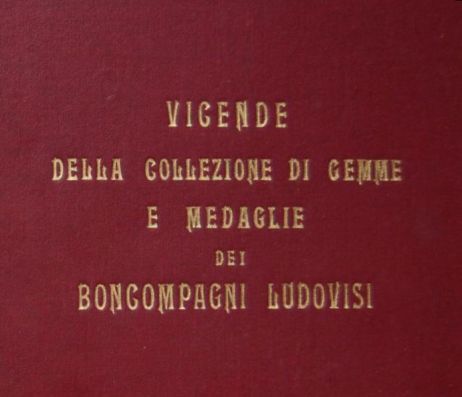 VICENDE
DELLA COLLEZIONE DI GEMME
E MEDAGLIE
DEI
BONCOMPAGNI LUDOVISI